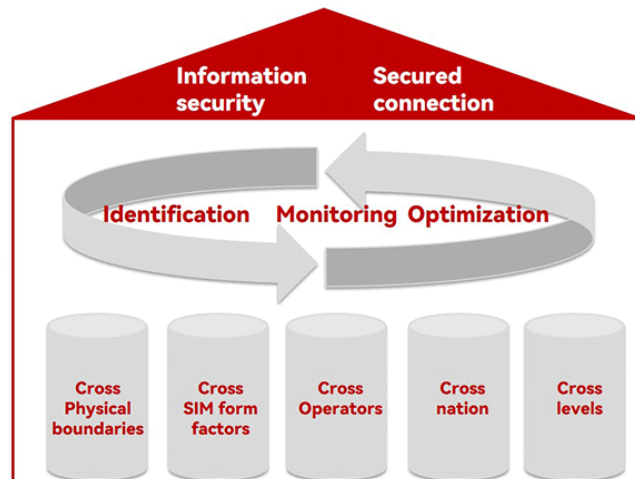 Information
security
Secured
connection
Identification
Monitoring
Optimization
Cross
Physical
boundaries
Cross
SIM form
factors
Cross
Operators
Cross
nation
Cross
levels